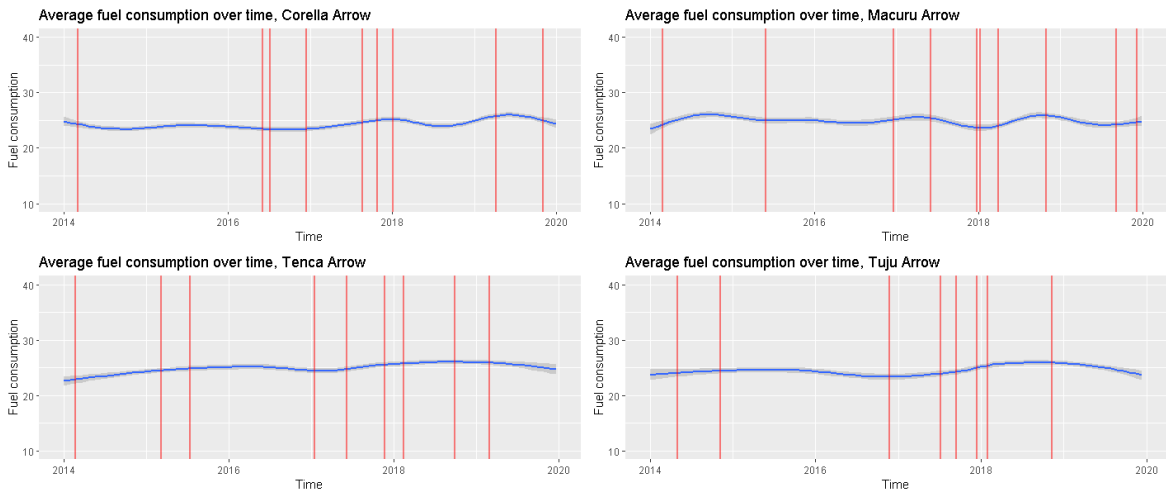 Average fuel consumption over time, Corella Arrow
40
30
20
10
Fuel consumption
2014
2016
2018
2020
Time
Average fuel consumption over time, Macuru Arrow
40
30
20
10
Fuel consumption
2014
2016
2018
2020
Time
Average fuel consumption over time, Tenca Arrow
40
30
20
10
Fuel consumption
2014
2016
2018
2020
Time
Average fuel consumption over time, Tuju Arrow
40
30
20
10
Fuel consumption
2014
2016
2018
2020
Time